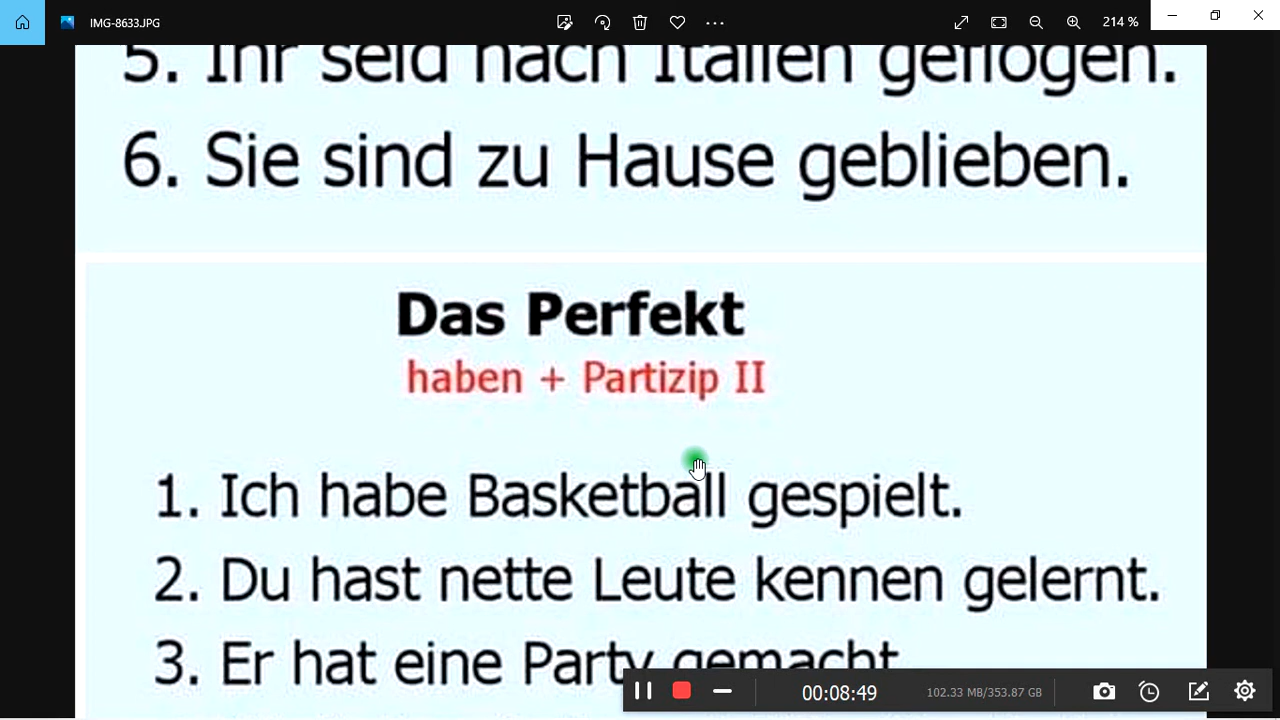 IMG-8633.JPG
214 %
5. Ihr seid nach Italien geflogen.
6. Sie sind zu Hause geblieben.
Das Perfekt
haben + Partizip II
1. Ich habe Basketball gespielt.
2. Du hast nette Leute kennen gelernt.
3. Er hat eine Party gemacht
00:08:49
102.33 MB/353.87 GB